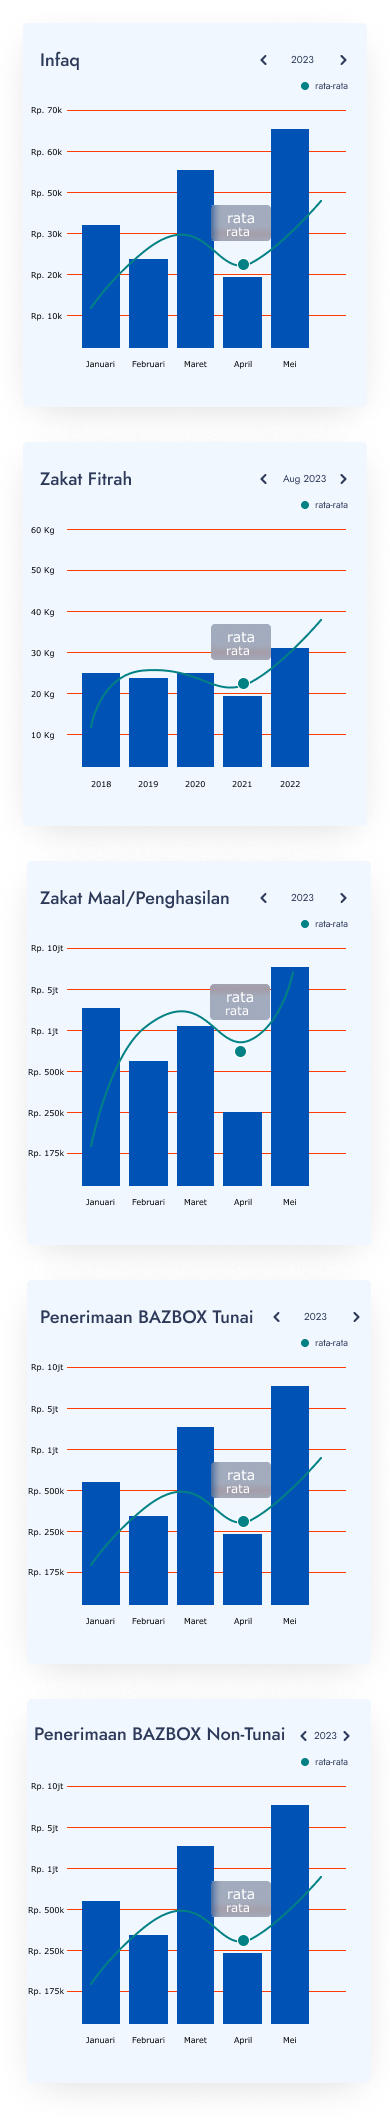 Infaq
2023
rata-rata
Rp. 70k
Rp. 60k
Rp. 50k
rata
rata
Rp. 30k
Rp. 20k
Rp. 10k
Januari Februari Maret April Mei
Zakat Fitrah
Aug 2023
rata-rata
60 Kg
50 Kg
40 Kg
rata
rata
30 Kg
20 Kg
10 Kg
2018 2019 2020 2021 2022
Zakat Maal/Penghasilan
2023
rata-rata
Rp. 10jt
Rp. 5jt
rata
rata
Rp. 1jt
Rp. 500k
Rp. 250k
Rp. 175k
Januari Februari Maret April Mei
Penerimaan BAZBOX Tunai
2023
rata-rata
Rp. 10jt
Rp. 5jt
Rp. 1jt
rata
rata
Rp. 500k
Rp. 250k
Rp. 175k
Januari Februari Maret April Mei
Penerimaan BAZBOX Non-Tunai
2023
rata-rata
Rp. 10jt
Rp. 5jt
Rp. 1jt
rata
rata
Rp. 500k
Rp. 250k
Rp. 175k
Januari Februari Maret April Mei